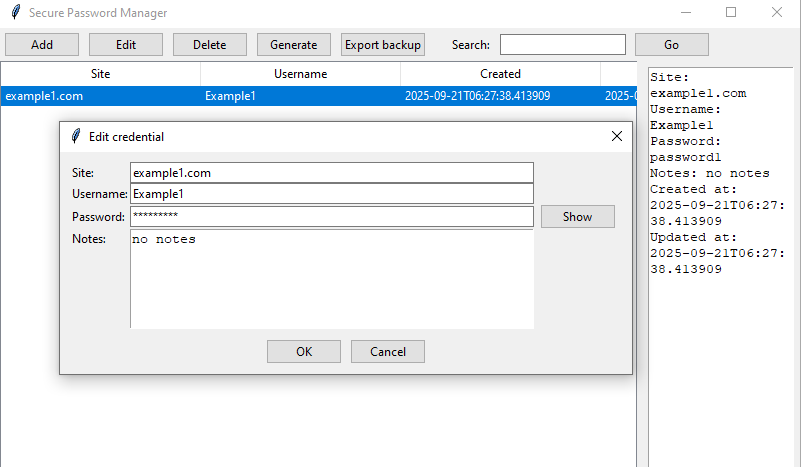 Secure Password Manager
Add Edit Delete Generate Export backup Search: Go
Site Username Created
example1.com Example1 2025-09-21T06:27:38.413909
Edit credential
Site: example1.com
Username: Example1
Password: ********* Show
Notes: no notes
OK Cancel
Site:
example1.com
Username:
Example1
Password:
password1
Notes: no notes
Created at:
2025-09-21T06:27:
38.413909
Updated at:
2025-09-21T06:27:
38.413909